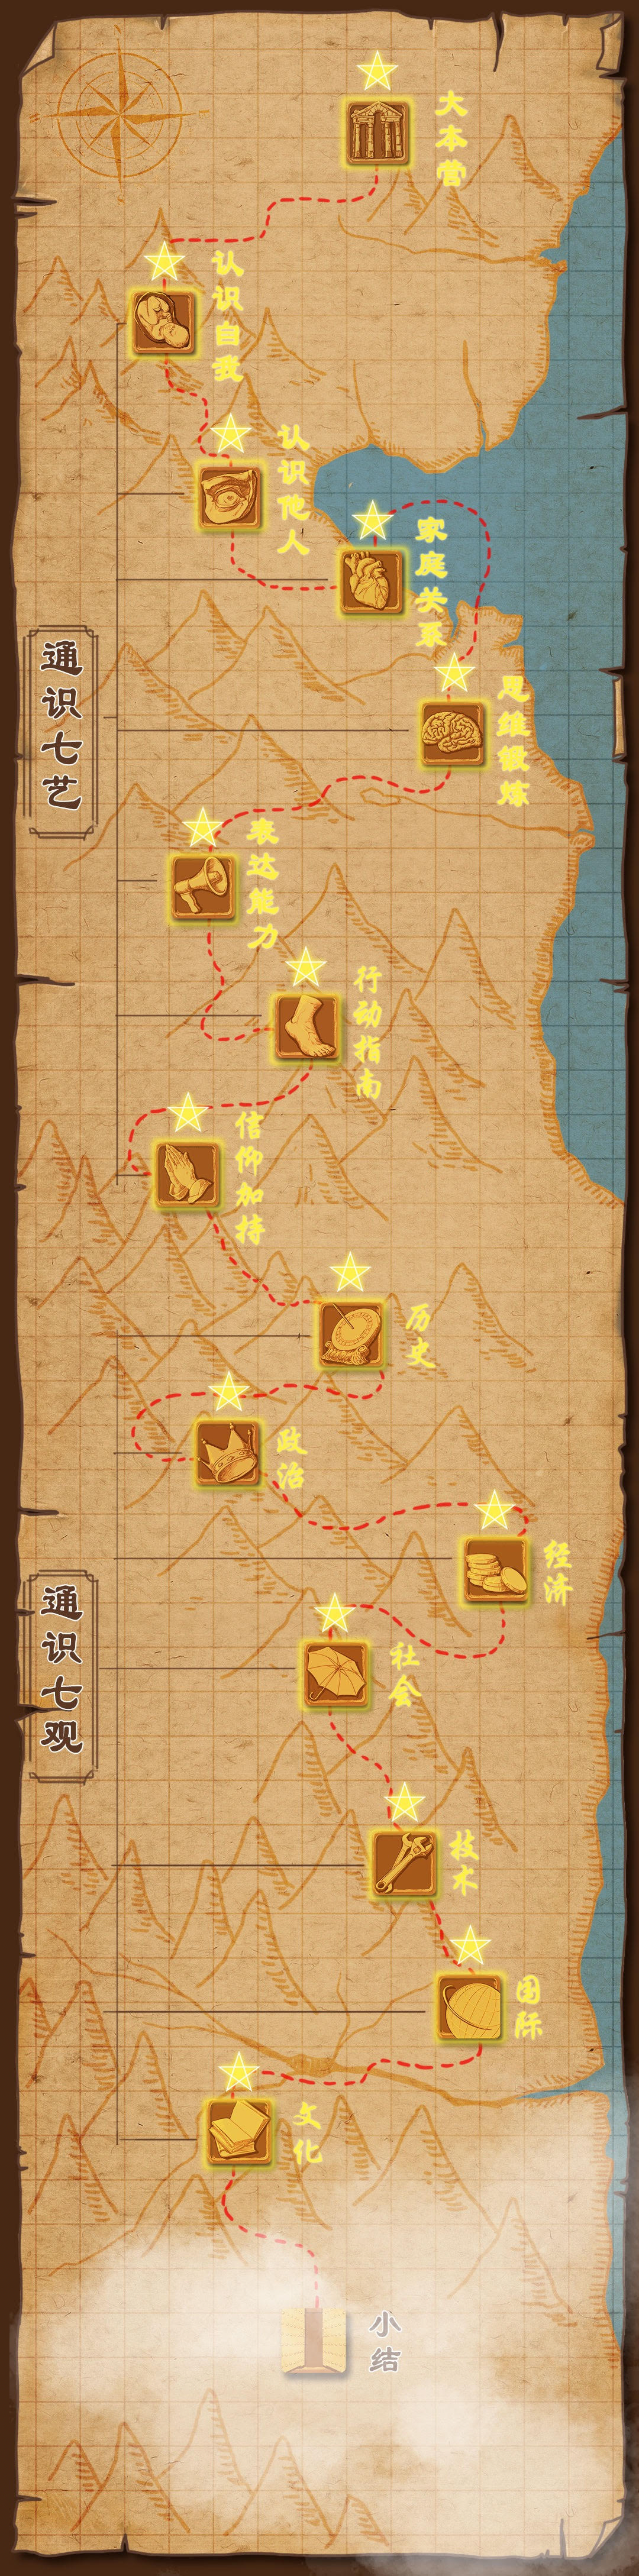 大本营
认识自我
认识他人
家庭关系
思维锻炼
通识七艺
表达能力
行动指南
信仰加持
历史
政治
经济
通识七观
社会
技术
国际
文化
小结